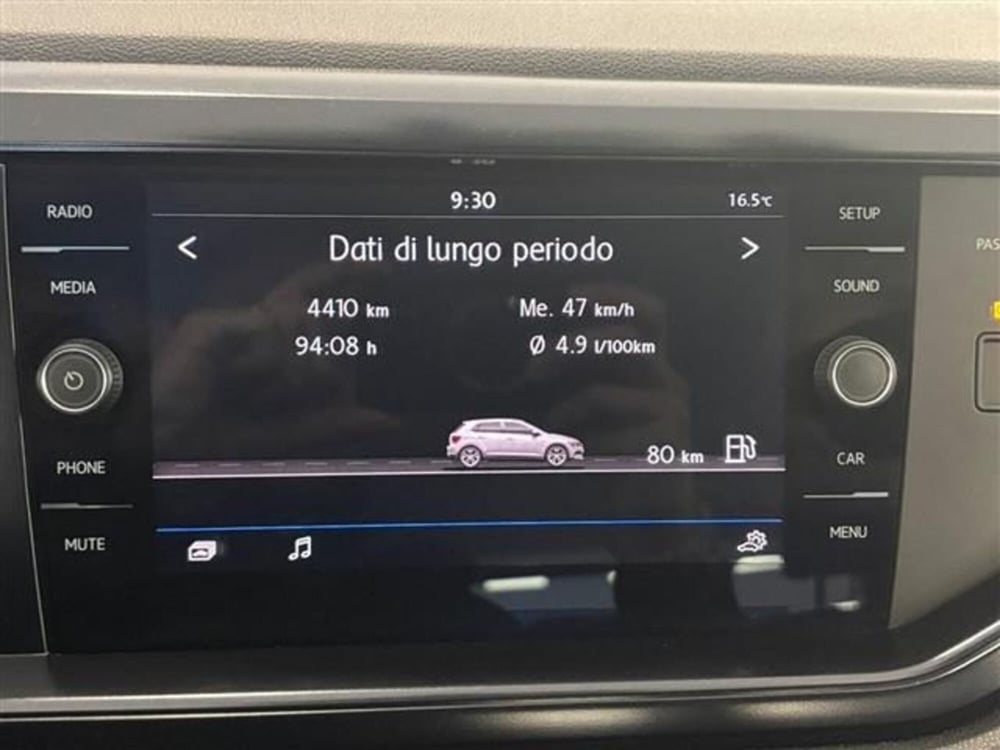 9:30
16.5°C
RADIO
SETUP
< Dati di lungo periodo >
MEDIA
SOUND
4410 km
Me. 47 km/h
94:08 h
Ø 4.9 l/100km
80 km
PHONE
CAR
MUTE
MENU
PAS